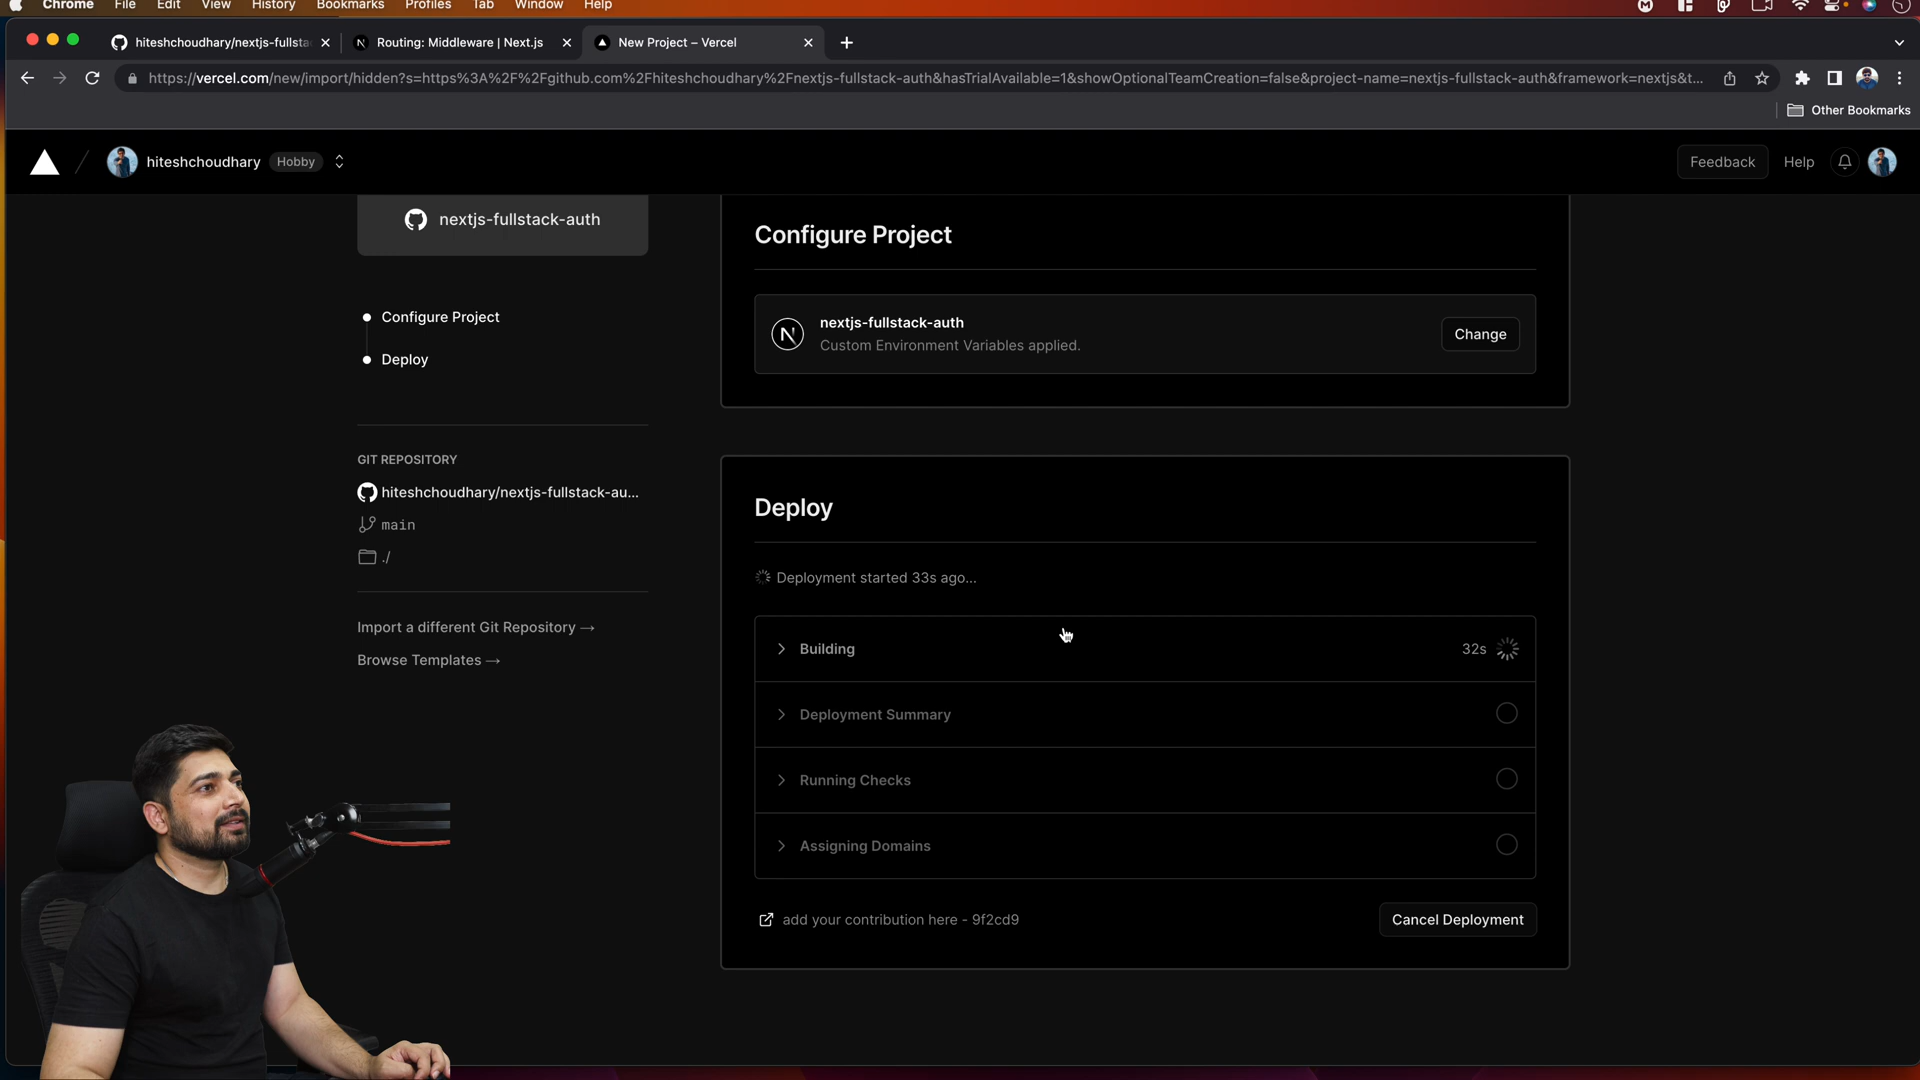 Chrome File Edit View History Bookmarks Profiles Tab Window Help
hiteshchoudhary/nextjs-fullsta
Routing: Middleware | Next.js
New Project – Vercel
https://vercel.com/new/import/hidden?s=https%3A%2F%2Fgithub.com%2Fhiteshchoudhary%2Fnextjs-fullstack-auth&hasTrialAvailable=1&showOptionalTeamCreation=false&project-name=nextjs-fullstack-auth&framework=nextjs&t...
Other Bookmarks
hiteshchoudhary Hobby
Feedback Help
nextjs-fullstack-auth
Configure Project
Deploy
GIT REPOSITORY
hiteshchoudhary/nextjs-fullstack-au...
main
./
Import a different Git Repository →
Browse Templates →
Configure Project
nextjs-fullstack-auth
Custom Environment Variables applied.
Change
Deploy
Deployment started 33s ago...
Building 32s
Deployment Summary
Running Checks
Assigning Domains
add your contribution here - 9f2cd9
Cancel Deployment